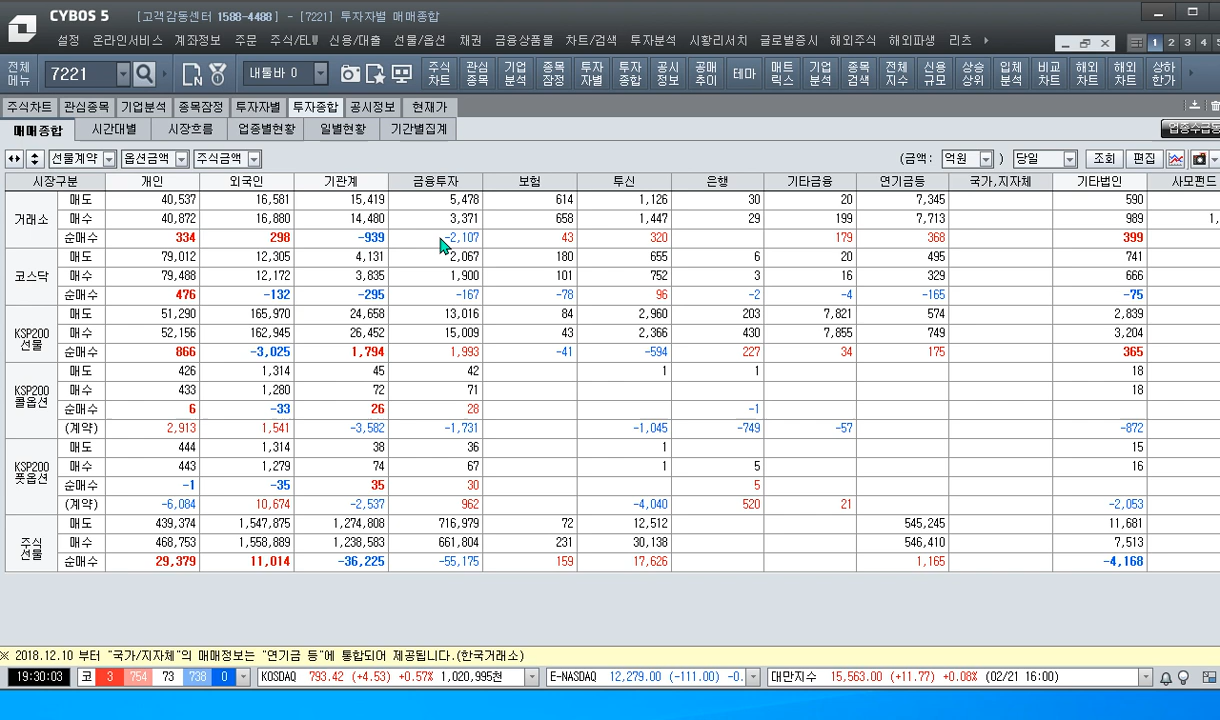 CYBOS 5 [고객감동센터 1588-4488] - [7221] 투자자별 매매종합
설정 온라인서비스 계좌정보 주문 주식/ELW 신용/대출 선물/옵션 채권 금융상품몰 차트/검색 투자분석 시황리서치 글로벌증시 해외주식 해외파생 리츠 1 2 3 4
전체메뉴 7221 내툴바 0 주식차트 관심종목 기업분석 종목잠정 투자자별 투자종합 공시정보 공매추이 테마 매트릭스 기업분석 종목검색 전체지수 신용규모 상승상위 입체분석 비교차트 해외차트 해외차트 상하한가
주식차트 관심종목 기업분석 종목잠정 투자자별 투자종합 공시정보 현재가
매매종합 시간대별 시장흐름 업종별현황 일별현황 기간별집계 업종수급동
선물계약 옵션금액 주식금액 (금액: 억원 ) 당일 조회 편집
시장구분 개인 외국인 기관계 금융투자 보험 투신 은행 기타금융 연기금등 국가,지자체 기타법인 사모펀드
거래소 매도 40,537 16,581 15,419 5,478 614 1,126 30 20 7,345 590
매수 40,872 16,880 14,480 3,371 658 1,447 29 199 7,713 989 1,
순매수 334 298 -939 -2,107 43 320 179 368 399
코스닥 매도 79,012 12,305 4,131 2,067 180 655 6 20 495 741
매수 79,488 12,172 3,835 1,900 101 752 3 16 329 666
순매수 476 -132 -295 -167 -78 96 -2 -4 -165 -75
KSP200 선물 매도 51,290 165,970 24,658 13,016 84 2,960 203 7,821 574 2,839
매수 52,156 162,945 26,452 15,009 43 2,366 430 7,855 749 3,204
순매수 866 -3,025 1,794 1,993 -41 -594 227 34 175 365
KSP200 콜옵션 매도 426 1,314 45 42 1 1 18
매수 433 1,280 72 71 18
순매수 6 -33 26 28 -1
(계약) 2,913 1,541 -3,582 -1,731 -1,045 -749 -57 -872
KSP200 풋옵션 매도 444 1,314 38 36 1 15
매수 443 1,279 74 67 1 5 16
순매수 -1 -35 35 30 5
(계약) -6,084 10,674 -2,537 962 -4,040 520 21 -2,053
주식 선물 매도 439,374 1,547,875 1,274,808 716,979 72 12,512 545,245 11,681
매수 468,753 1,558,889 1,238,583 661,804 231 30,138 546,410 7,513
순매수 29,379 11,014 -36,225 -55,175 159 17,626 1,165 -4,168
※ 2018.12.10 부터 "국가/지자체"의 매매정보는 "연기금 등"에 통합되어 제공됩니다.(한국거래소)
19:30:03 코 3 754 73 738 0 KOSDAQ 793.42 (+4.53) +0.57% 1,020,995천 E-NASDAQ 12,279.00 (-111.00) -0. 대만지수 15,563.00 (+11.77) +0.08% (02/21 16:00)